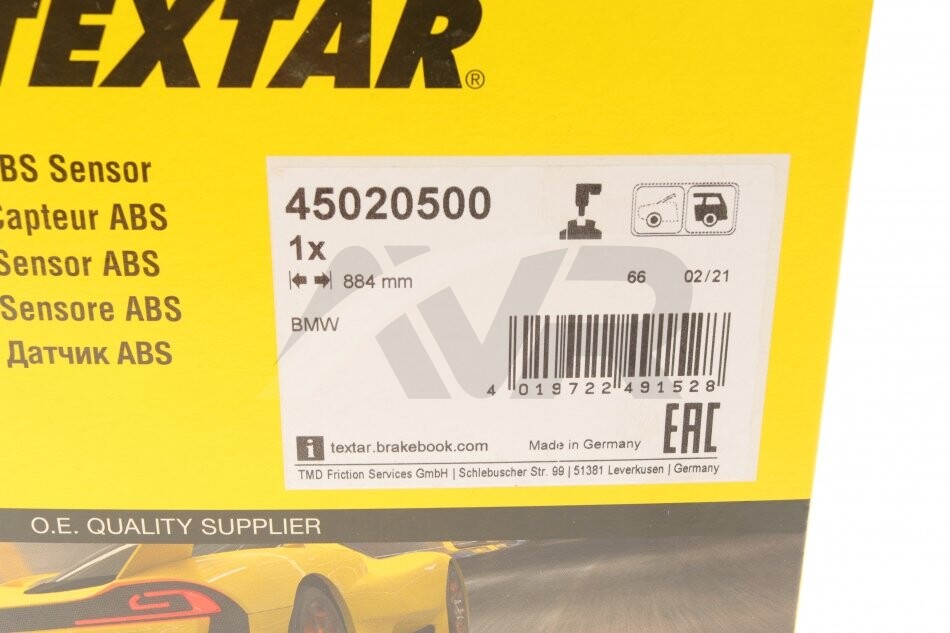 TEXTAR®
BS Sensor
Capteur ABS
Sensor ABS
Sensore ABS
Датчик ABS
45020500
1x
884 mm
66 02/21
BMW
4 019722 491528
EAC
i textar.brakebook.com Made in Germany
TMD Friction Services GmbH | Schlebuscher Str. 99 | 51381 Leverkusen | Germany
O.E. QUALITY SUPPLIER
AVR